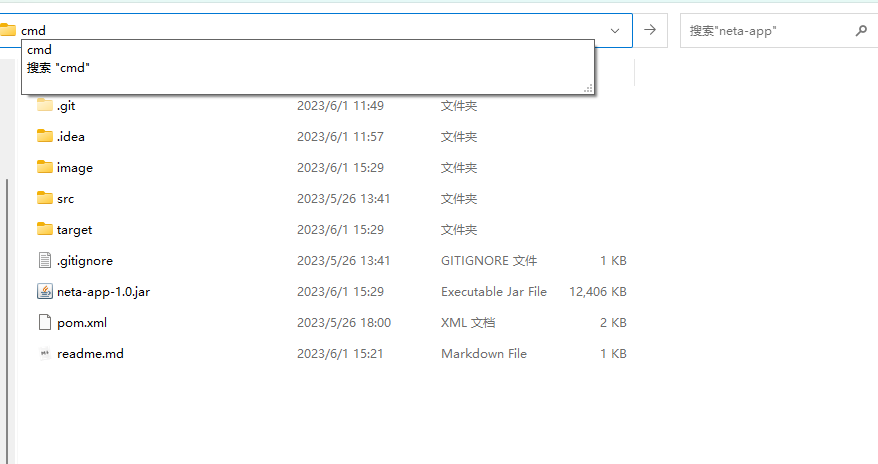 cmd
搜索"neta-app"
cmd
搜索 "cmd"
.git 2023/6/1 11:49 文件夹
.idea 2023/6/1 11:57 文件夹
image 2023/6/1 15:29 文件夹
src 2023/5/26 13:41 文件夹
target 2023/6/1 15:29 文件夹
.gitignore 2023/5/26 13:41 GITIGNORE 文件 1 KB
neta-app-1.0.jar 2023/6/1 15:29 Executable Jar File 12,406 KB
pom.xml 2023/5/26 18:00 XML 文档 2 KB
readme.md 2023/6/1 15:21 Markdown File 1 KB